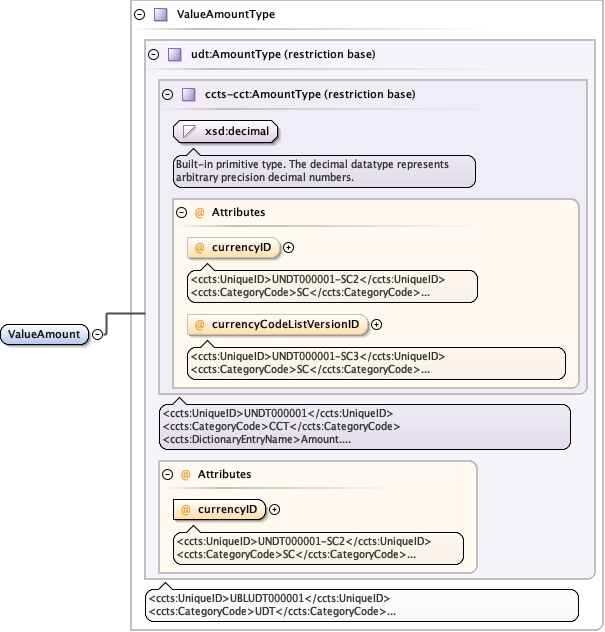 ValueAmountType
udt:AmountType (restriction base)
ccts-cct:AmountType (restriction base)
xsd:decimal
Built-in primitive type. The decimal datatype represents
arbitrary precision decimal numbers.
@ Attributes
@ currencyID
<ccts:UniqueID>UNDT000001-SC2</ccts:UniqueID>
<ccts:CategoryCode>SC</ccts:CategoryCode>...
@ currencyCodeListVersionID
<ccts:UniqueID>UNDT000001-SC3</ccts:UniqueID>
<ccts:CategoryCode>SC</ccts:CategoryCode>...
ValueAmount
<ccts:UniqueID>UNDT000001</ccts:UniqueID>
<ccts:CategoryCode>CCT</ccts:CategoryCode>
<ccts:DictionaryEntryName>Amount....
@ Attributes
@ currencyID
<ccts:UniqueID>UNDT000001-SC2</ccts:UniqueID>
<ccts:CategoryCode>SC</ccts:CategoryCode>...
<ccts:UniqueID>UBLUDT000001</ccts:UniqueID>
<ccts:CategoryCode>UDT</ccts:CategoryCode>...